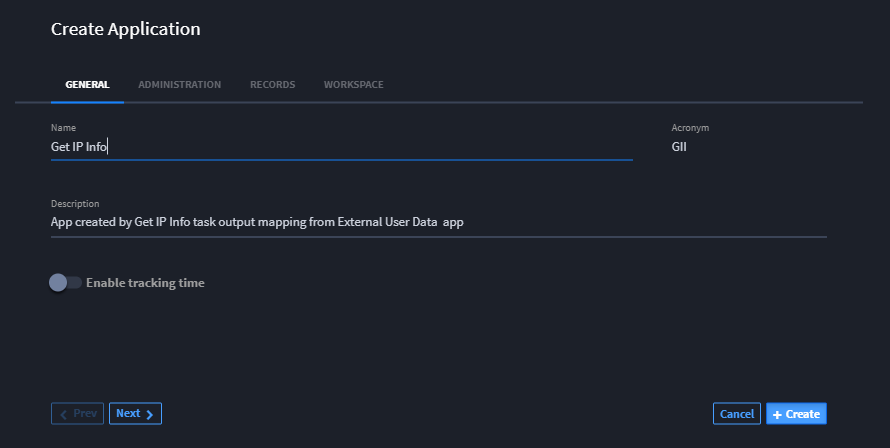 Create Application
GENERAL ADMINISTRATION RECORDS WORKSPACE
Name Acronym
Get IP Info GII
Description
App created by Get IP Info task output mapping from External User Data  app
Enable tracking time
Prev Next Cancel + Create